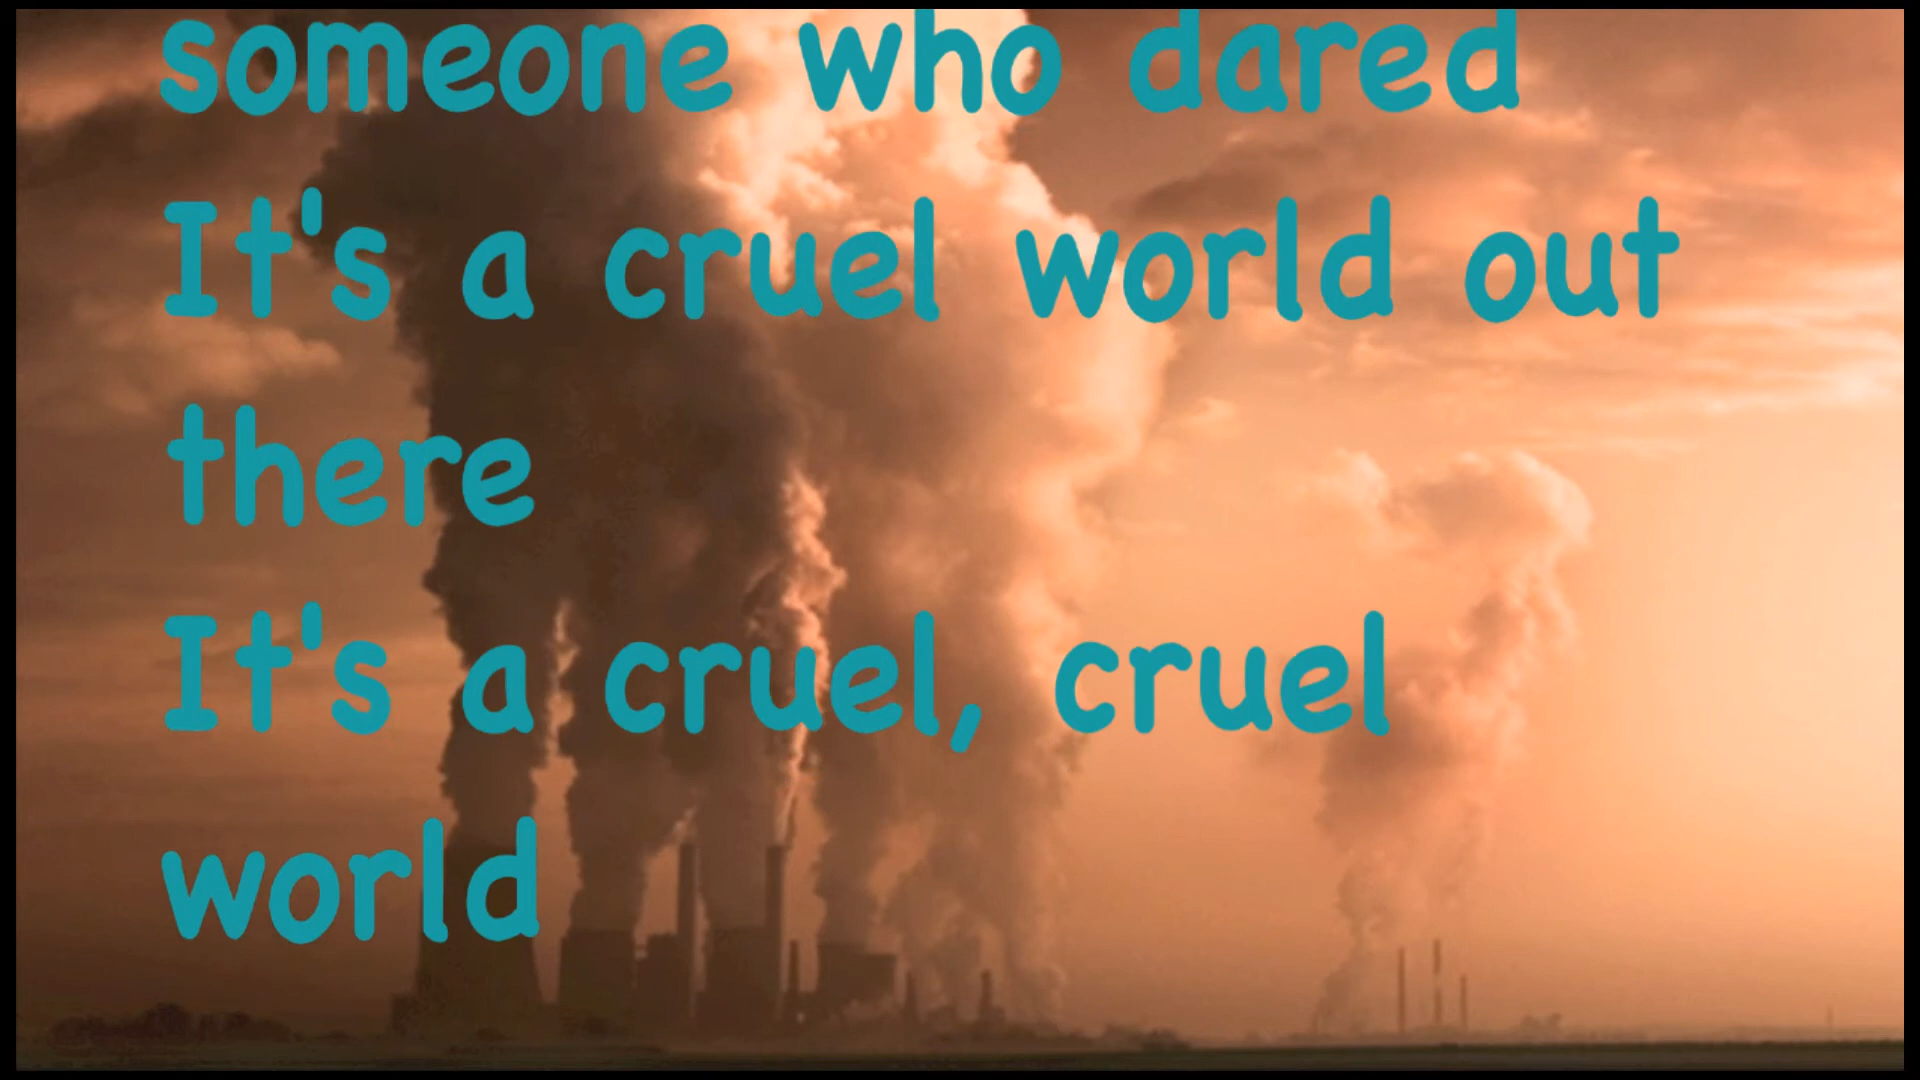 someone who dared
It's a cruel world out
there
It's a cruel, cruel
world